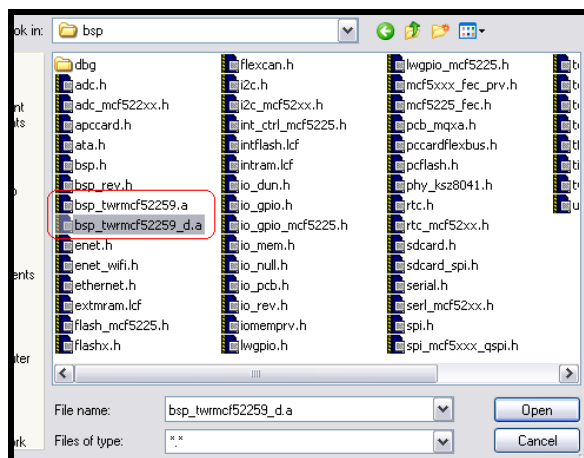 ok in: bsp
dbg
adc.h
adc_mcf522xx.h
apccard.h
ata.h
bsp.h
bsp_rev.h
bsp_twrmcf52259.a
bsp_twrmcf52259_d.a
enet.h
enet_wifi.h
ethernet.h
extmram.lcf
flash_mcf5225.h
flashx.h
flexcan.h
i2c.h
i2c_mcf52xx.h
int_ctrl_mcf5225.h
intflash.lcf
intram.lcf
io_dun.h
io_gpio.h
io_gpio_mcf5225.h
io_mem.h
io_null.h
io_pcb.h
io_rev.h
iomemprv.h
lwgpio.h
lwgpio_mcf5225.h
mcf5xxx_fec_prv.h
mcf5225_fec.h
pcb_mqxa.h
pccardflexbus.h
pcflash.h
phy_ksz8041.h
rtc.h
rtc_mcf52xx.h
sdcard.h
sdcard_spi.h
serial.h
serl_mcf52xx.h
spi.h
spi_mcf5xxx_qspi.h
File name: bsp_twrmcf52259_d.a Open
Files of type: *.* Cancel